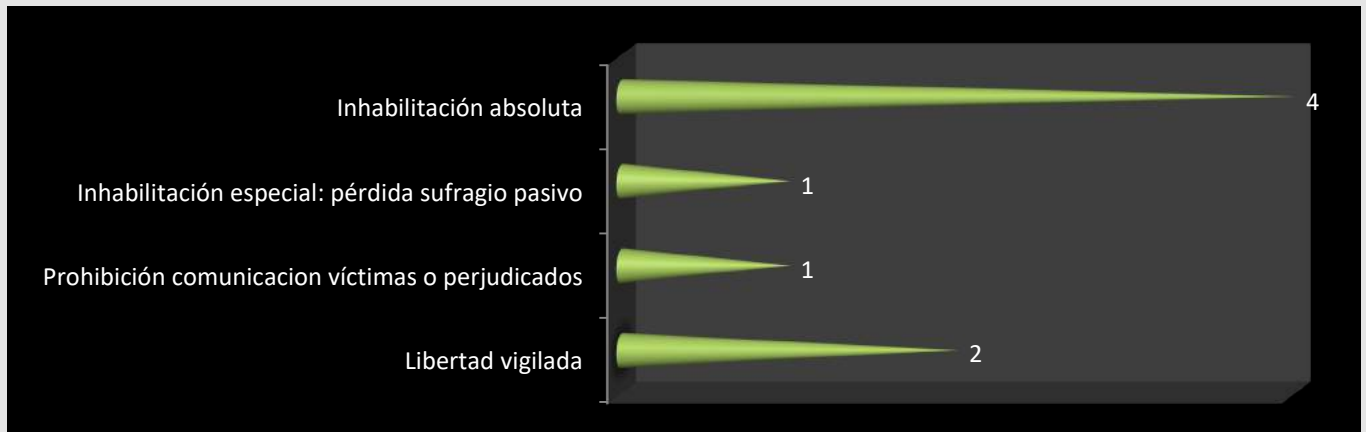 Inhabilitación absoluta
4
Inhabilitación especial: pérdida sufragio pasivo
1
Prohibición comunicacion víctimas o perjudicados
1
Libertad vigilada
2